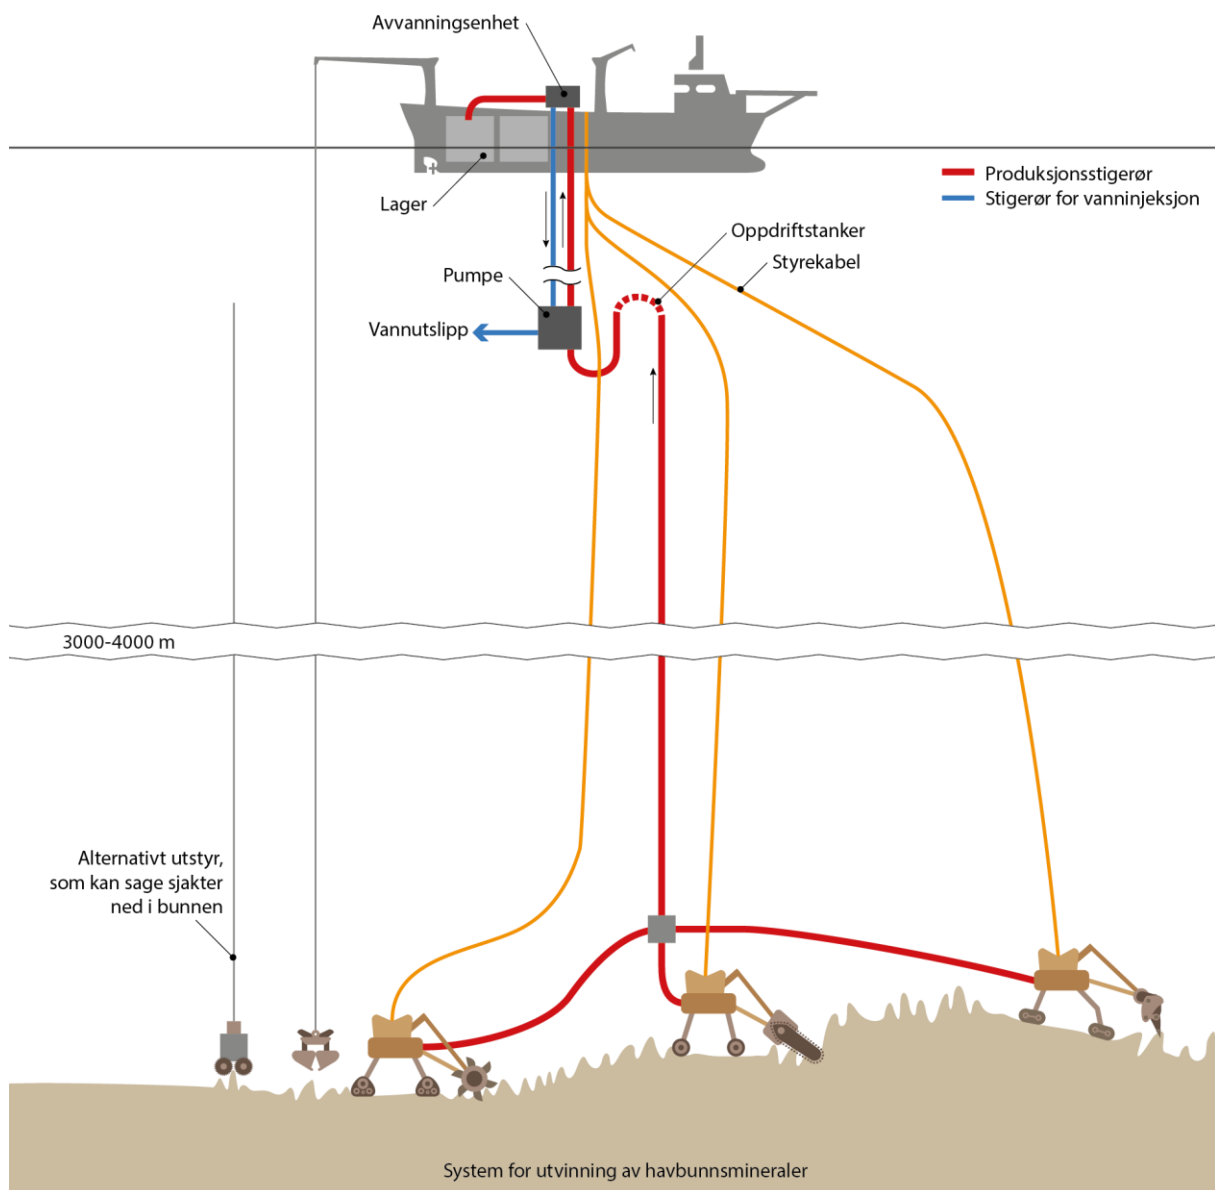 Avvanningsenhet
Produksjonsstigerør
Stigerør for vanninjeksjon
Lager
Oppdriftstanker
Styrekabel
Pumpe
Vannutslipp
3000-4000 m
Alternativt utstyr,
som kan sage sjakter
ned i bunnen
System for utvinning av havbunnsmineraler